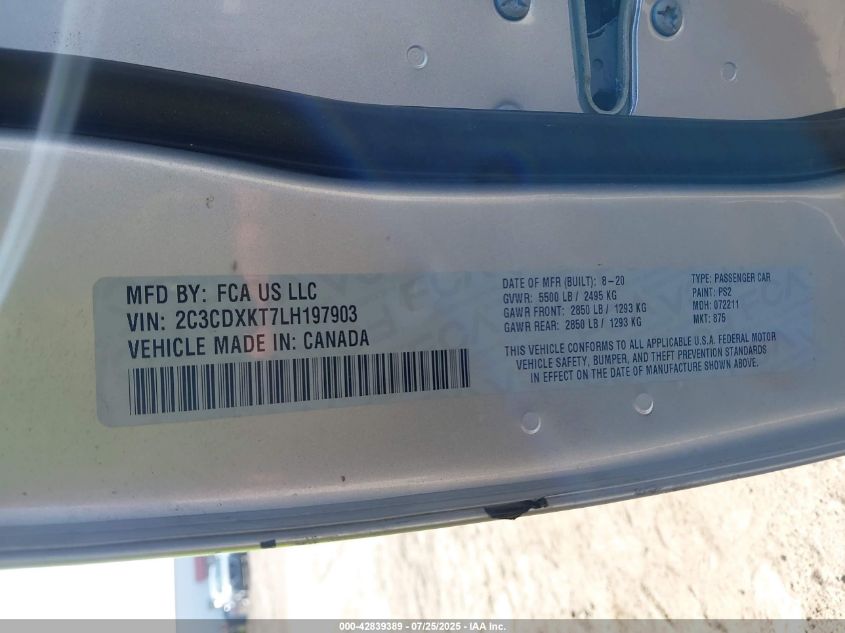 MFD BY: FCA US LLC
VIN: 2C3CDXKT7LH197903
VEHICLE MADE IN: CANADA
DATE OF MFR (BUILT): 8-20
GVWR: 5500 LB / 2495 KG
GAWR FRONT: 2850 LB / 1293 KG
GAWR REAR: 2850 LB / 1293 KG
TYPE: PASSENGER CAR
PAINT: PS2
MDH: 072211
MKT: 875
THIS VEHICLE CONFORMS TO ALL APPLICABLE U.S.A. FEDERAL MOTOR
VEHICLE SAFETY, BUMPER, AND THEFT PREVENTION STANDARDS
IN EFFECT ON THE DATE OF MANUFACTURE SHOWN ABOVE.
000-42839389 - 07/25/2025 - IAA Inc.